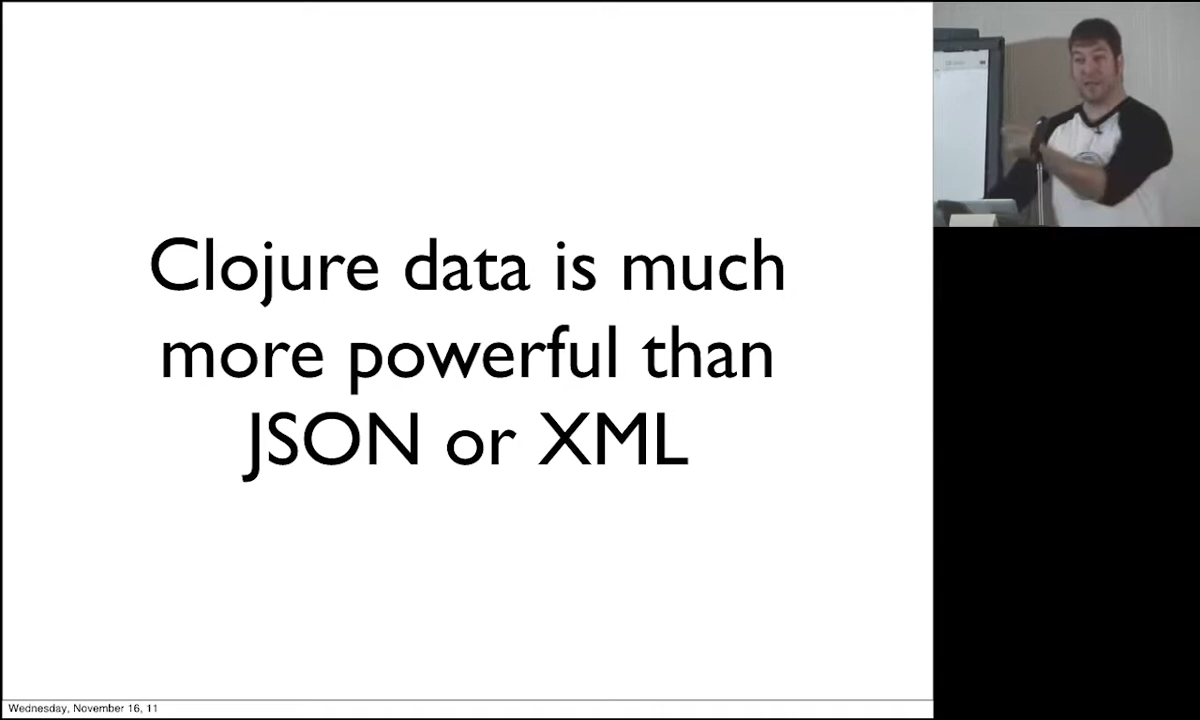 Clojure data is much
more powerful than
JSON or XML
Wednesday, November 16, 11